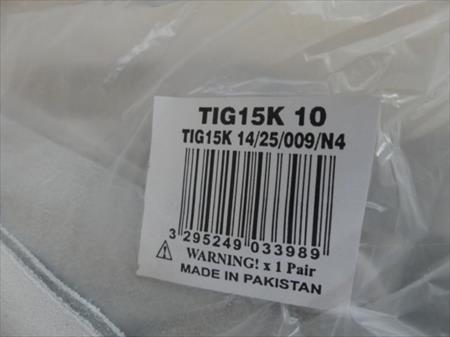 TIG15K 10
TIG15K 14/25/009/N4
3 295249 033989
WARNING! x 1 Pair
MADE IN PAKISTAN